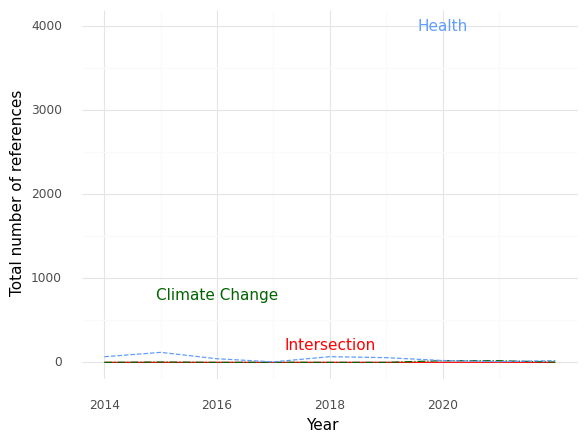 4000
Health
3000
2000
1000
Climate Change
Intersection
0
2014 2016 2018 2020
Year
Total number of references